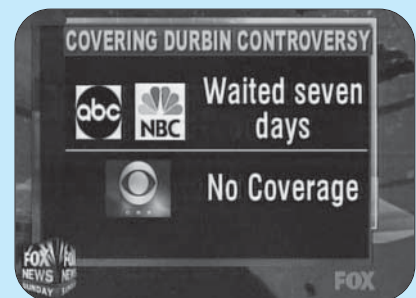 COVERING DURBIN CONTROVERSY
abc
NBC
Waited seven
days
No Coverage
FOX
NEWS
SUNDAY
FOX